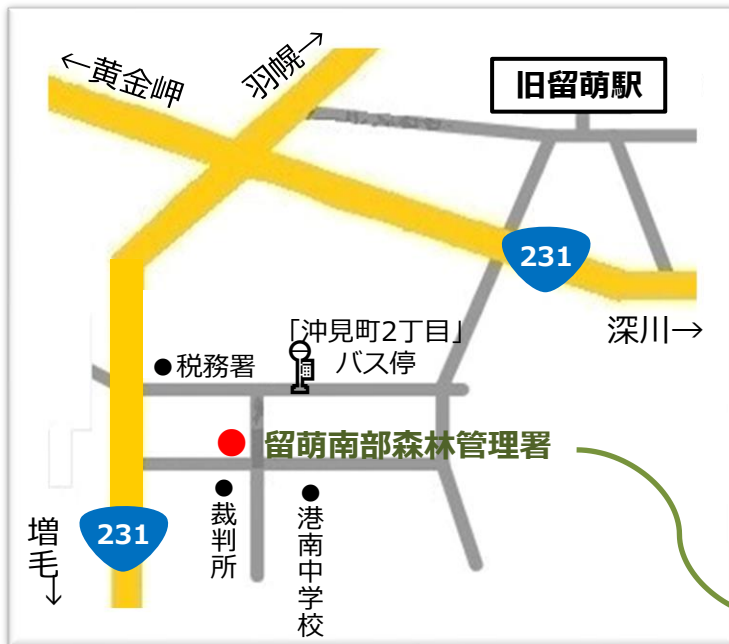 ←黄金岬
羽幌→
旧留萌駅
231
深川→
「沖見町2丁目」
バス停
税務署
留萌南部森林管理署
裁判所
港南中学校
231
増毛→